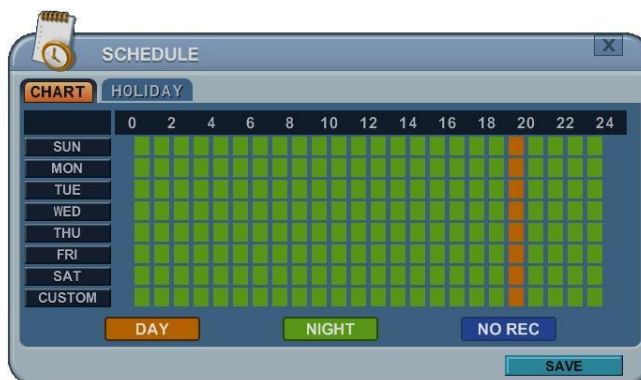 SCHEDULE
X
CHART HOLIDAY
0 2 4 6 8 10 12 14 16 18 20 22 24
SUN
MON
TUE
WED
THU
FRI
SAT
CUSTOM
DAY NIGHT NO REC
SAVE